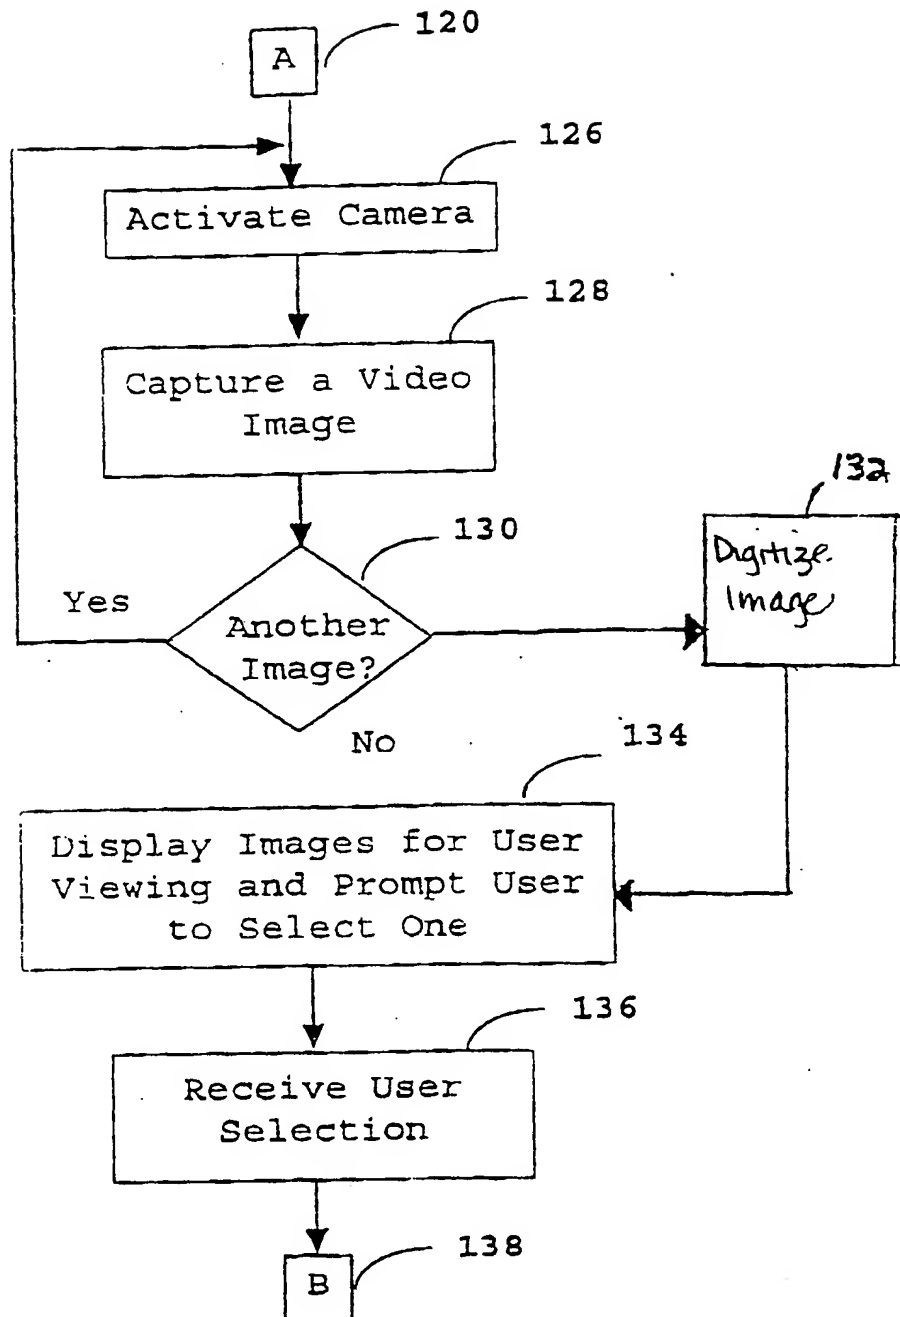 120
A
126
Activate Camera
128
Capture a Video
Image
132
130
Digitize
Image
Yes
Another
Image?
No
134
Display Images for User
Viewing and Prompt User
to Select One
136
Receive User
Selection
138
B